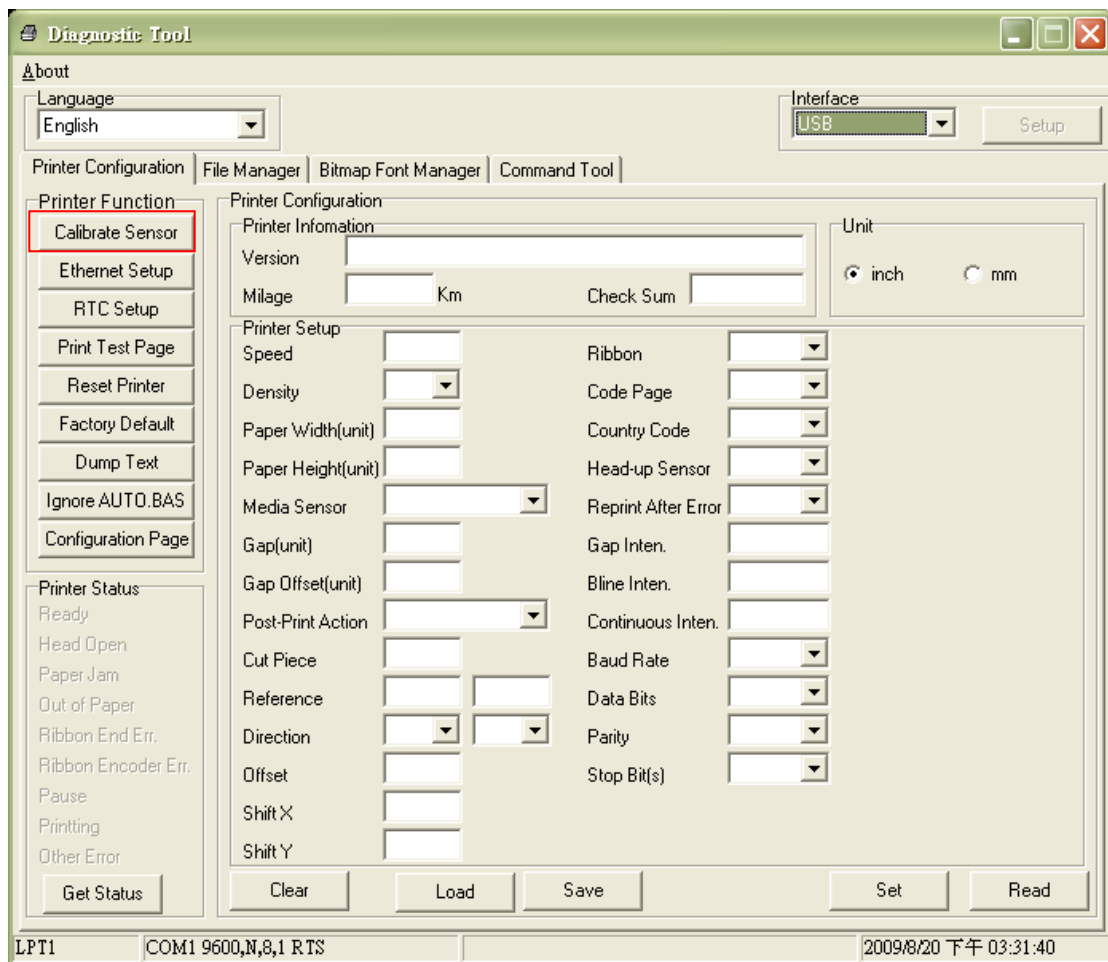 Diagnostic Tool
About
Language
English
Interface
USB
Setup
Printer Configuration
File Manager
Bitmap Font Manager
Command Tool
Printer Function
Calibrate Sensor
Ethernet Setup
RTC Setup
Print Test Page
Reset Printer
Factory Default
Dump Text
Ignore AUTO.BAS
Configuration Page
Printer Status
Ready
Head Open
Paper Jam
Out of Paper
Ribbon End Err.
Ribbon Encoder Err.
Pause
Printting
Other Error
Get Status
Printer Configuration
Printer Infomation
Version
Milage
Km
Check Sum
Unit
inch
mm
Printer Setup
Speed
Density
Paper Width(unit)
Paper Height(unit)
Media Sensor
Gap(unit)
Gap Offset(unit)
Post-Print Action
Cut Piece
Reference
Direction
Offset
Shift X
Shift Y
Ribbon
Code Page
Country Code
Head-up Sensor
Reprint After Error
Gap Inten.
Bline Inten.
Continuous Inten.
Baud Rate
Data Bits
Parity
Stop Bit(s)
Clear
Load
Save
Set
Read
LPT1
COM1 9600,N,8,1 RTS
2009/8/20 下午 03:31:40